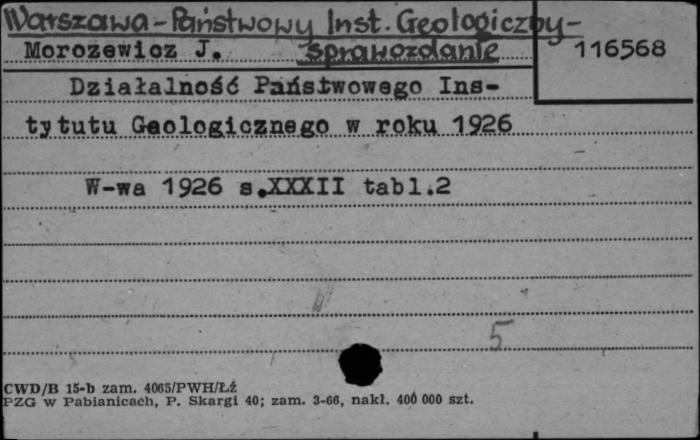 Warszawa-Państwowy Inst. Geologiczny-
sprawozdanie
Morozewicz J.
116568
Działalność Państwowego Ins-
tytutu Geologicznego w roku 1926
W-wa 1926 s.XXXII tabl.2
5
CWD/B 15-b zam. 4065/PWH/Łź
PZG w Pabianicach, P. Skargi 40; zam. 3-66, nakł. 400 000 szt.